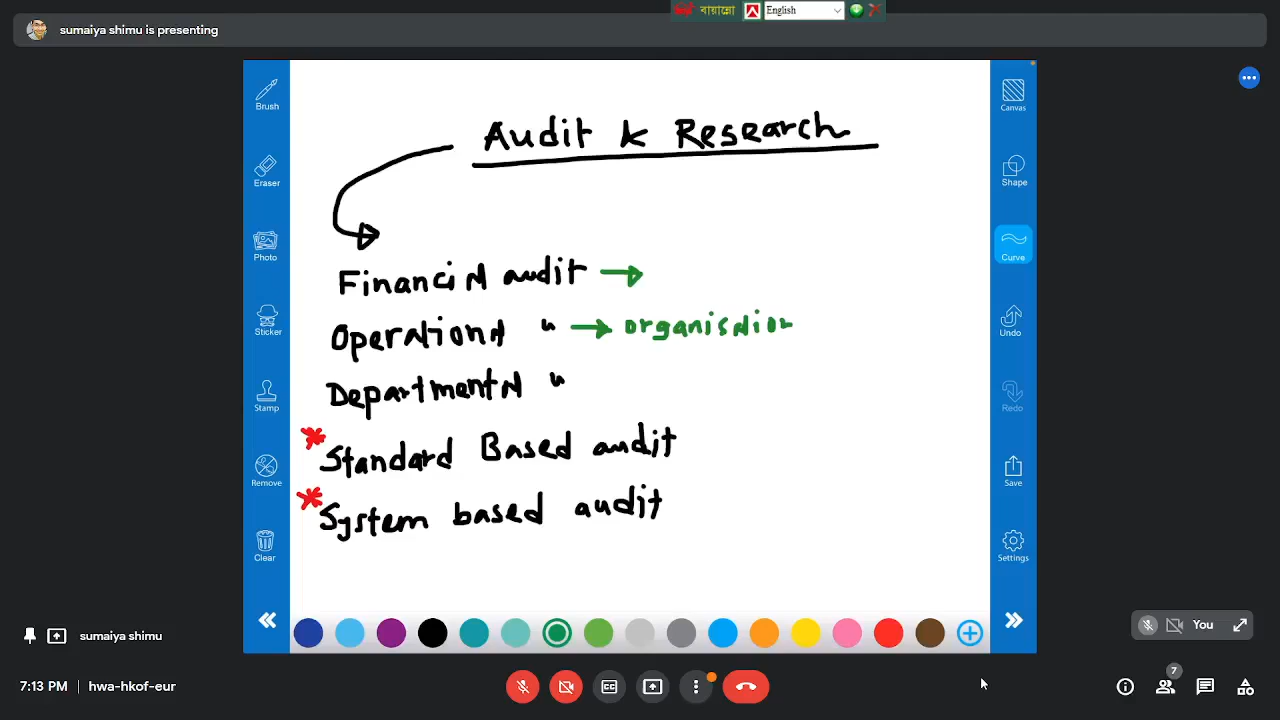 বায়ান্নো English
sumaiya shimu is presenting
Brush
Canvas
Audit & Research
Eraser
Shape
Photo
Curve
Financial audit →
Sticker
Undo
Operational " → organisation
Departmental "
Stamp
Redo
* Standard Based audit
Remove
Save
* System based audit
Clear
Settings
sumaiya shimu
You
7:13 PM | hwa-hkof-eur
CC
7